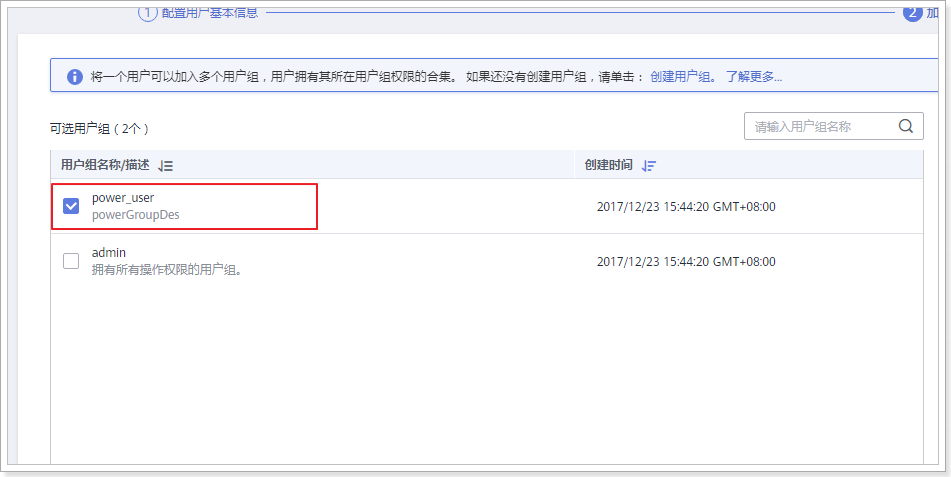 1 配置用户基本信息 2 加
将一个用户可以加入多个用户组，用户拥有其所在用户组权限的合集。 如果还没有创建用户组，请单击： 创建用户组。 了解更多...
可选用户组（2个） 请输入用户组名称
用户组名称/描述 创建时间
power_user
powerGroupDes
2017/12/23 15:44:20 GMT+08:00
admin
拥有所有操作权限的用户组。
2017/12/23 15:44:20 GMT+08:00